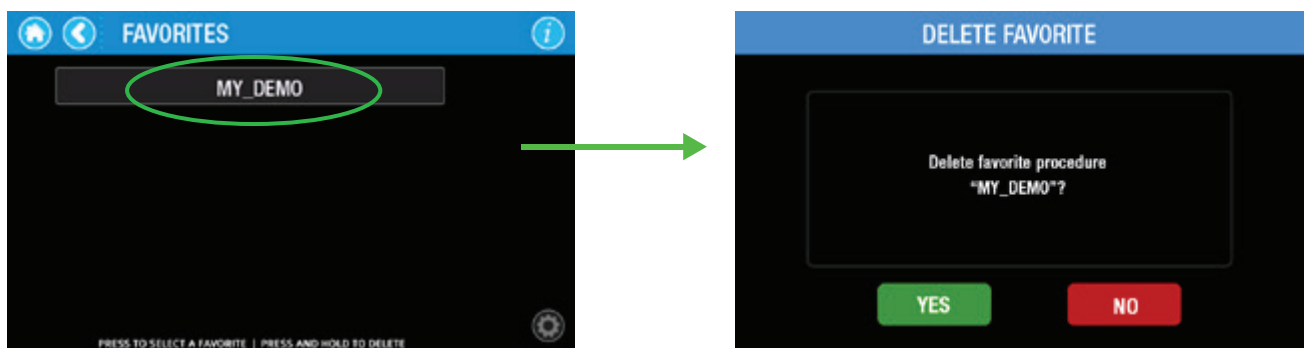 FAVORITES
MY_DEMO
PRESS TO SELECT A FAVORITE | PRESS AND HOLD TO DELETE
DELETE FAVORITE
Delete favorite procedure
“MY_DEMO”?
YES
NO